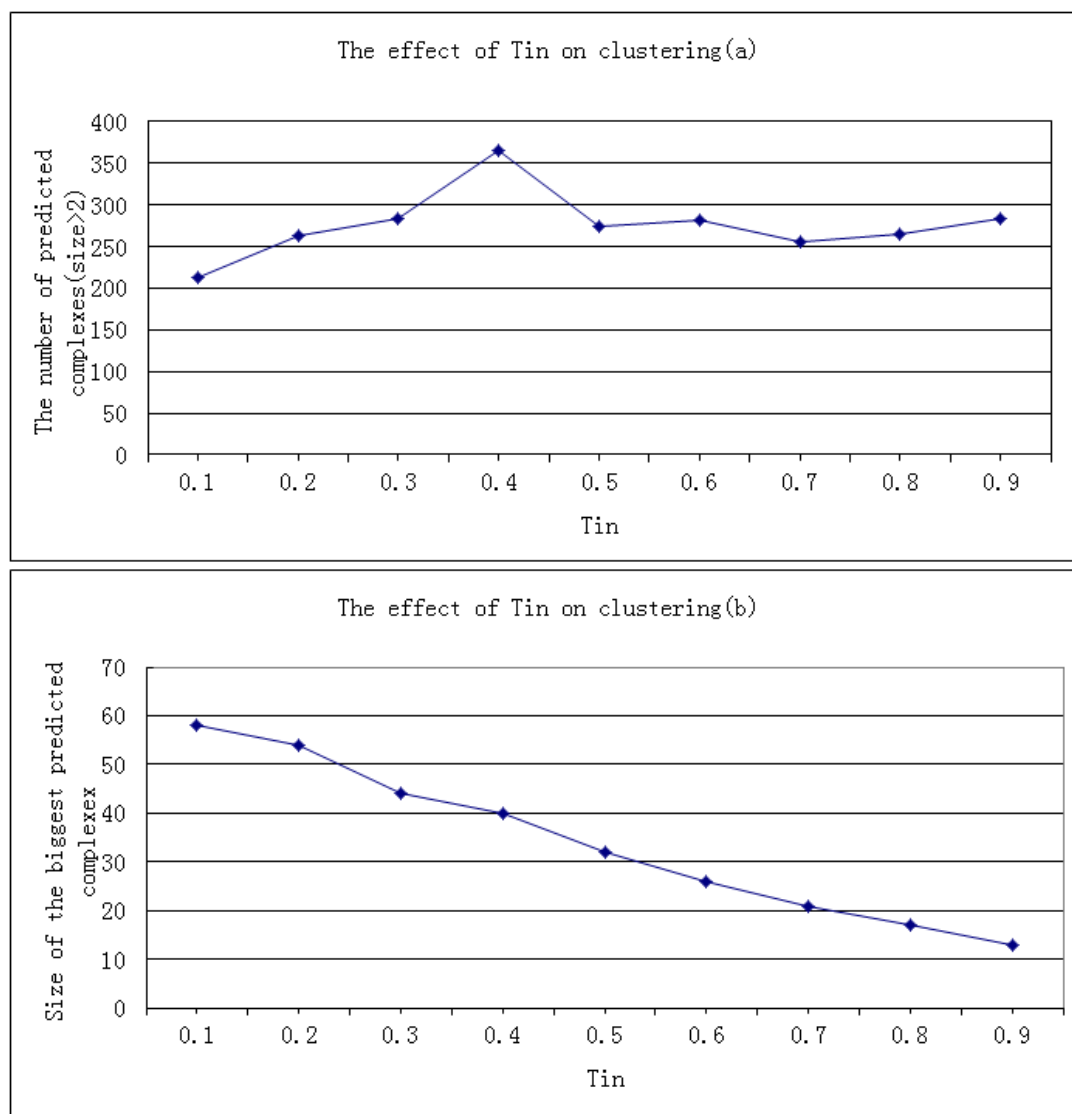 The effect of Tin on clustering(a)
The number of predicted
complexes(size>2)
400
350
300
250
200
150
100
50
0
0.1 0.2 0.3 0.4 0.5 0.6 0.7 0.8 0.9
Tin
The effect of Tin on clustering(b)
Size of the biggest predicted
complexex
70
60
50
40
30
20
10
0
0.1 0.2 0.3 0.4 0.5 0.6 0.7 0.8 0.9
Tin